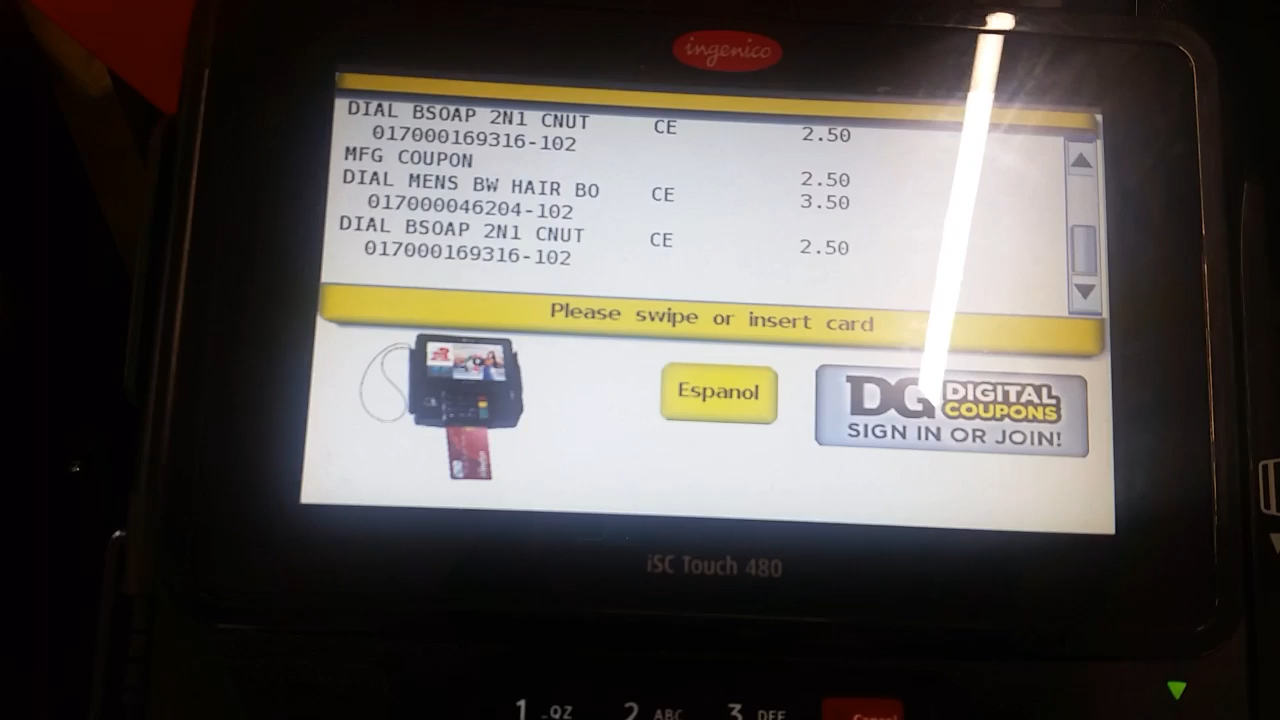 ingenico
DIAL BSOAP 2N1 CNUT CE 2.50
017000169316-102
MFG COUPON 2.50
DIAL MENS BW HAIR BO CE 3.50
017000046204-102
DIAL BSOAP 2N1 CNUT CE 2.50
017000169316-102
Please swipe or insert card
Espanol
DG DIGITAL
COUPONS
SIGN IN OR JOIN!
iSC Touch 480
1 QZ 2 ABC 3 DEF Cancel